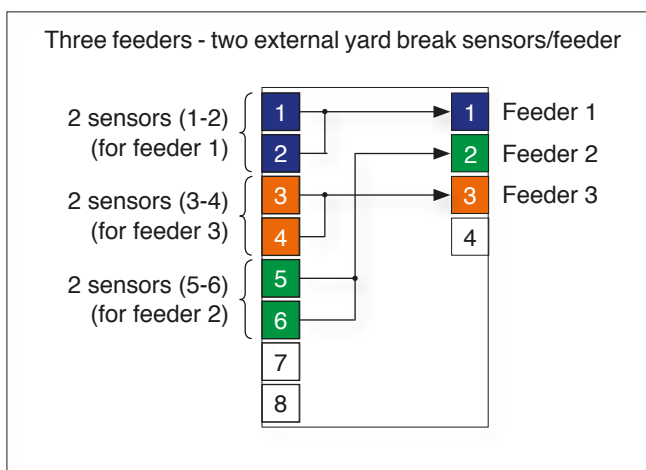 Three feeders - two external yard break sensors/feeder
2 sensors (1-2)
(for feeder 1)
2 sensors (3-4)
(for feeder 3)
2 sensors (5-6)
(for feeder 2)
1
2
3
4
5
6
7
8
1 Feeder 1
2 Feeder 2
3 Feeder 3
4